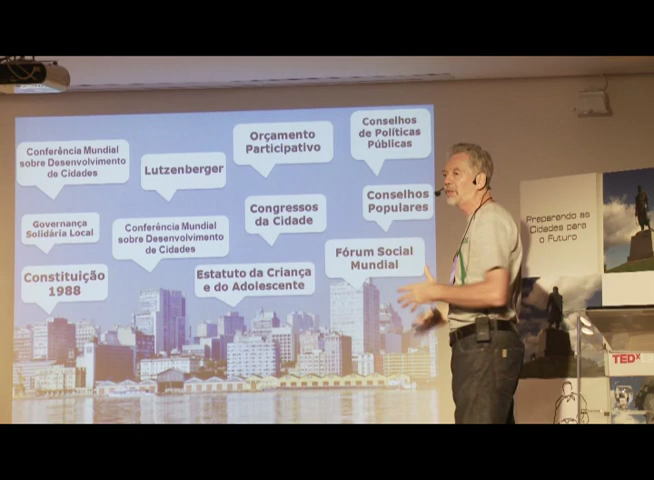 Conferência Mundial
sobre Desenvolvimento
de Cidades
Lutzenberger
Orçamento
Participativo
Conselhos
de Políticas
Públicas
Governança
Solidária Local
Conferência Mundial
sobre Desenvolvimento
de Cidades
Congressos
da Cidade
Conselhos
Populares
Constituição
1988
Estatuto da Criança
e do Adolescente
Fórum Social
Mundial
Preparando as
Cidades para
o Futuro
TEDx